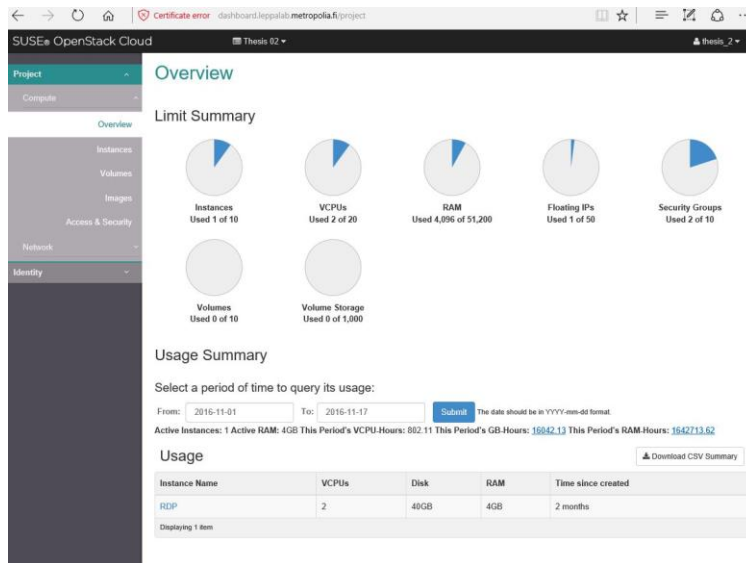 Certificate error dashboard.leppalab.metropolia.fi/project
SUSE® OpenStack Cloud Thesis 02 thesis_2
Project
Compute
Overview
Instances
Volumes
Images
Access & Security
Network
Identity
Overview
Limit Summary
Instances
Used 1 of 10
VCPUs
Used 2 of 20
RAM
Used 4,096 of 51,200
Floating IPs
Used 1 of 50
Security Groups
Used 2 of 10
Volumes
Used 0 of 10
Volume Storage
Used 0 of 1,000
Usage Summary
Select a period of time to query its usage:
From: 2016-11-01 To: 2016-11-17 Submit The date should be in YYYY-mm-dd format.
Active Instances: 1 Active RAM: 4GB This Period's VCPU-Hours: 802.11 This Period's GB-Hours: 16042.13 This Period's RAM-Hours: 1642713.62
Usage Download CSV Summary
Instance Name VCPUs Disk RAM Time since created
RDP 2 40GB 4GB 2 months
Displaying 1 item